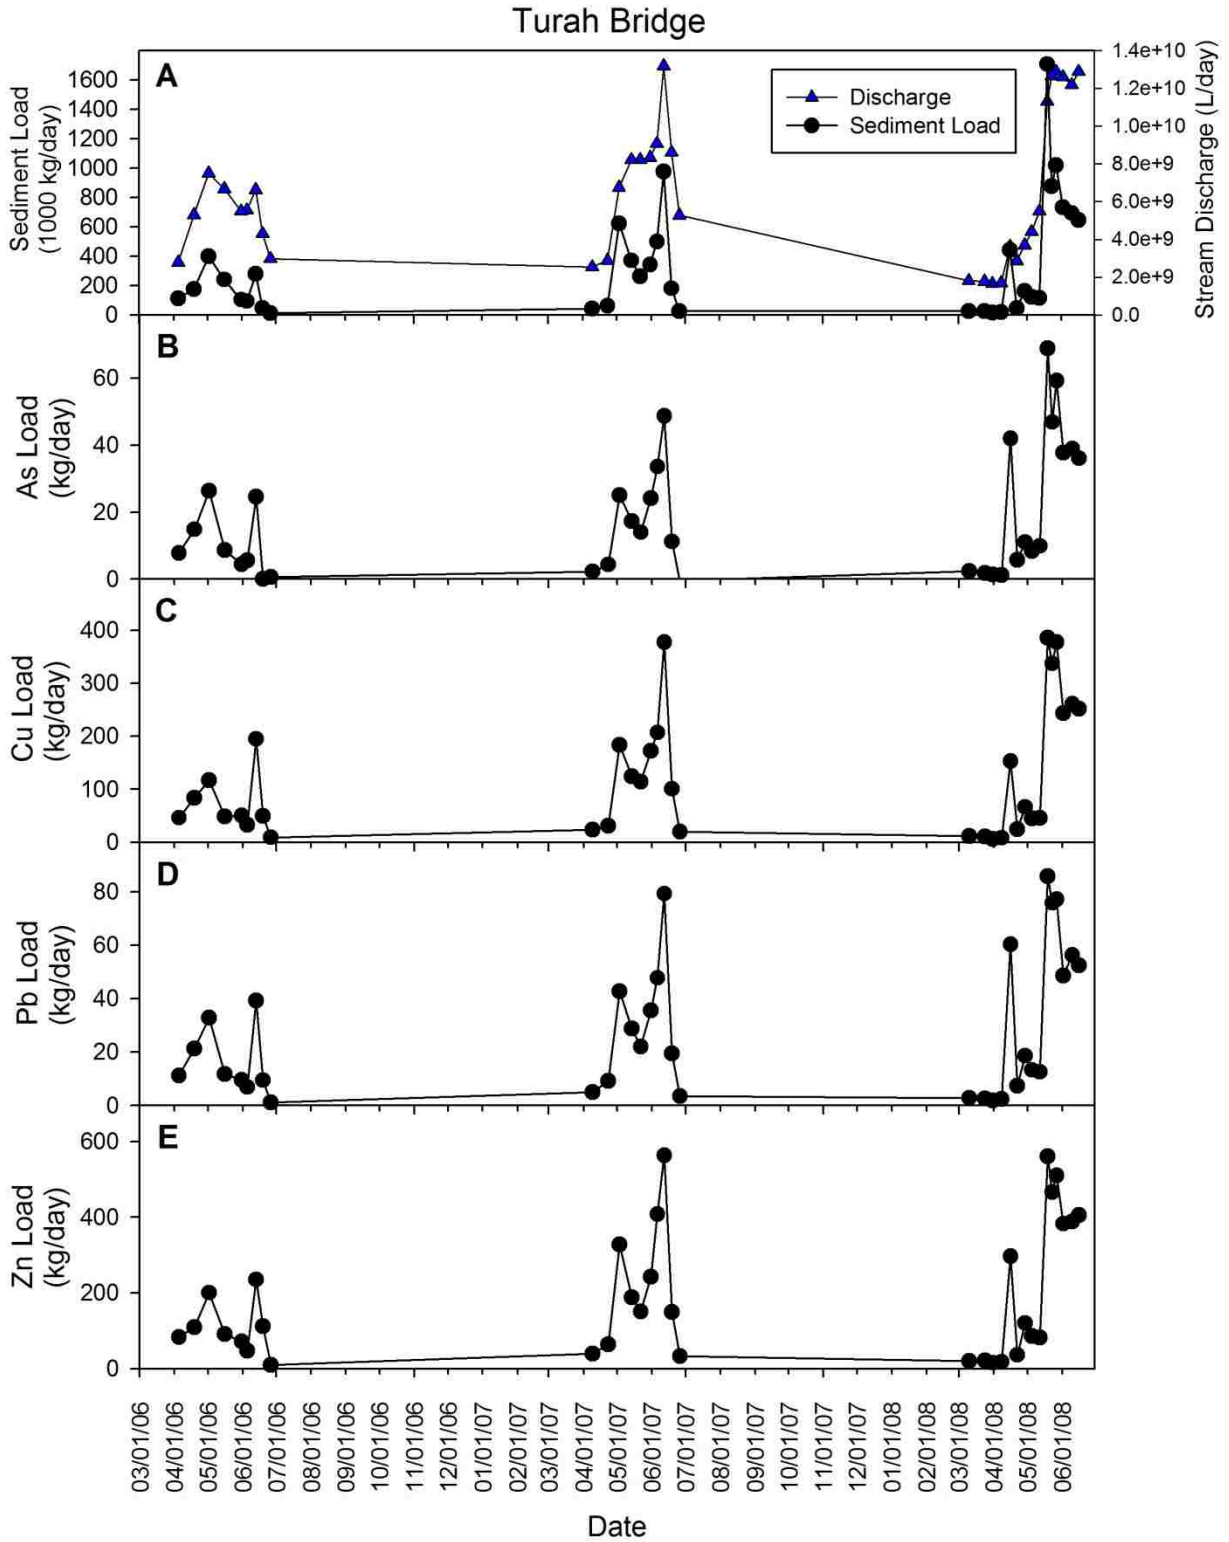 Turah Bridge
A
Sediment Load
(1000 kg/day)
1600
1400
1200
1000
800
600
400
200
0
Discharge
Sediment Load
1.4e+10
1.2e+10
1.0e+10
8.0e+9
6.0e+9
4.0e+9
2.0e+9
0.0
Stream Discharge (L/day)
B
As Load
(kg/day)
60
40
20
0
C
Cu Load
(kg/day)
400
300
200
100
0
D
Pb Load
(kg/day)
80
60
40
20
0
E
Zn Load
(kg/day)
600
400
200
0
03/01/06
04/01/06
05/01/06
06/01/06
07/01/06
08/01/06
09/01/06
10/01/06
11/01/06
12/01/06
01/01/07
02/01/07
03/01/07
04/01/07
05/01/07
06/01/07
07/01/07
08/01/07
09/01/07
10/01/07
11/01/07
12/01/07
01/01/08
02/01/08
03/01/08
04/01/08
05/01/08
06/01/08
Date